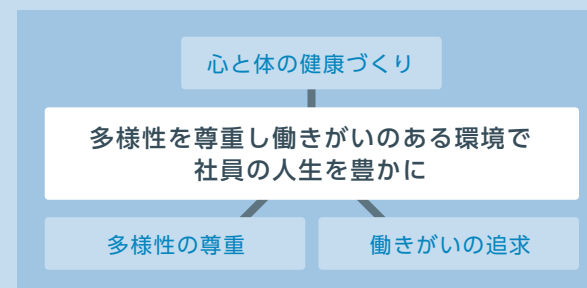 心と体の健康づくり
多様性を尊重し働きがいのある環境で
社員の人生を豊かに
多様性の尊重
働きがいの追求